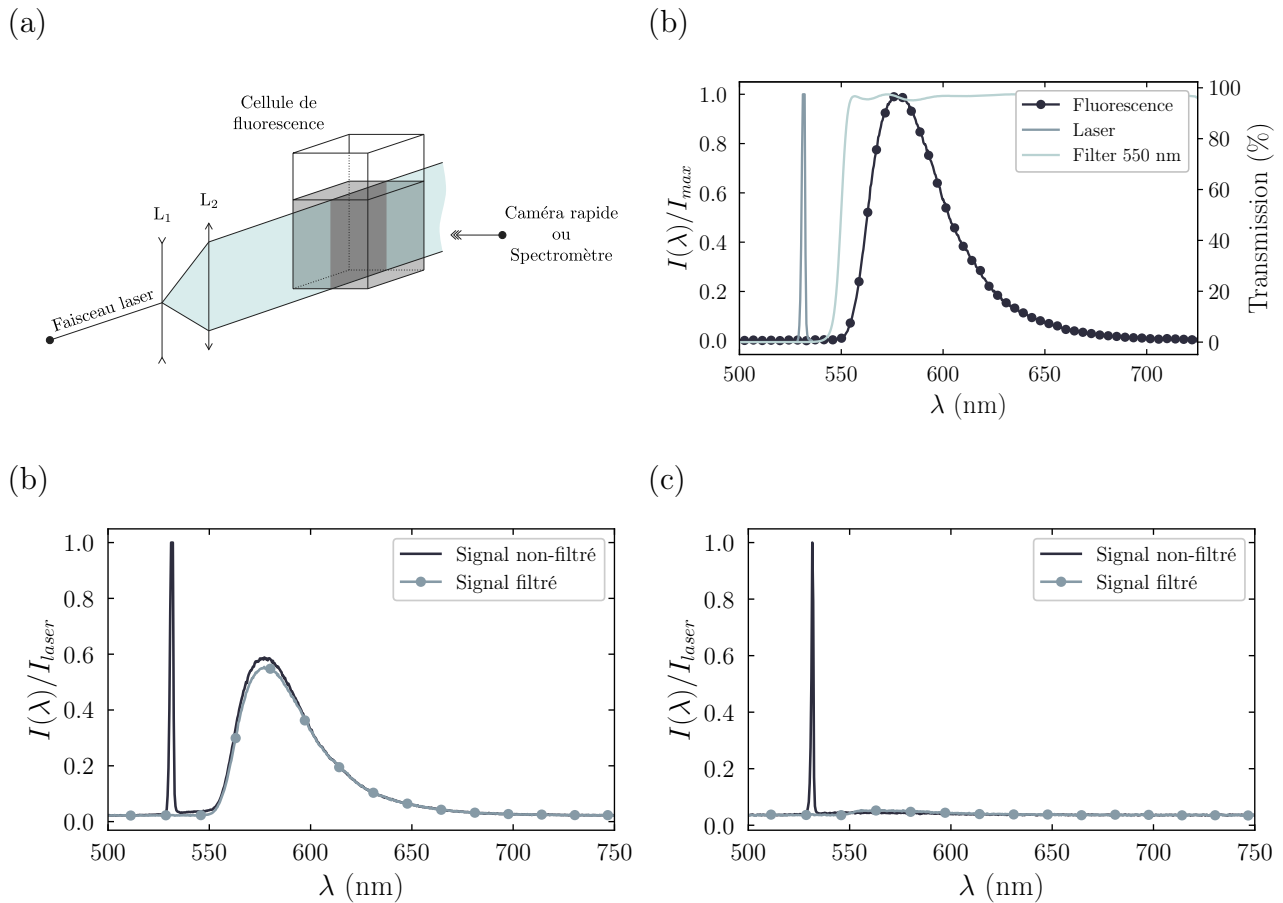 (a)
Cellule de
fluorescence
L1
L2
Faisceau laser
Caméra rapide
ou
Spectromètre
(b)
I(λ)/I_max
1.0
0.8
0.6
0.4
0.2
0.0
Fluorescence
Laser
Filter 550 nm
100
80
60
40
20
0
Transmission (%)
500 550 600 650 700
λ (nm)
(b)
I(λ)/I_laser
1.0
0.8
0.6
0.4
0.2
0.0
Signal non-filtré
Signal filtré
500 550 600 650 700 750
λ (nm)
(c)
I(λ)/I_laser
1.0
0.8
0.6
0.4
0.2
0.0
Signal non-filtré
Signal filtré
500 550 600 650 700 750
λ (nm)